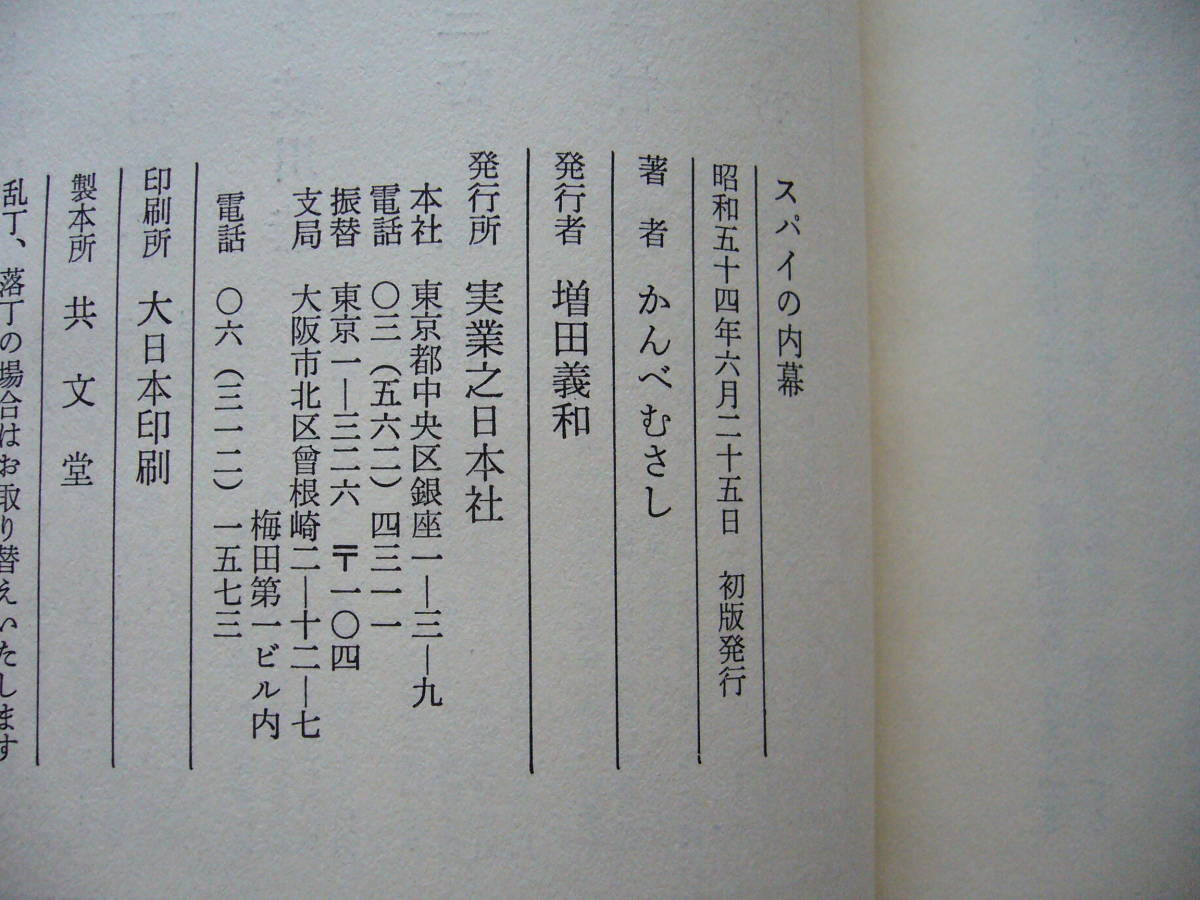 スパイの内幕
昭和五十四年六月二十五日　初版発行
著者　かんべむさし
発行者　増田義和
発行所　実業之日本社
本社　東京都中央区銀座一―三―九
電話　〇三（五六二）四三一一
振替　東京一―三二六　〒一〇四
支局　大阪市北区曾根崎二―十二―七
梅田第一ビル内
電話　〇六（三一二）一五七三
印刷所　大日本印刷
製本所　共文堂
乱丁、落丁の場合はお取り替えいたします